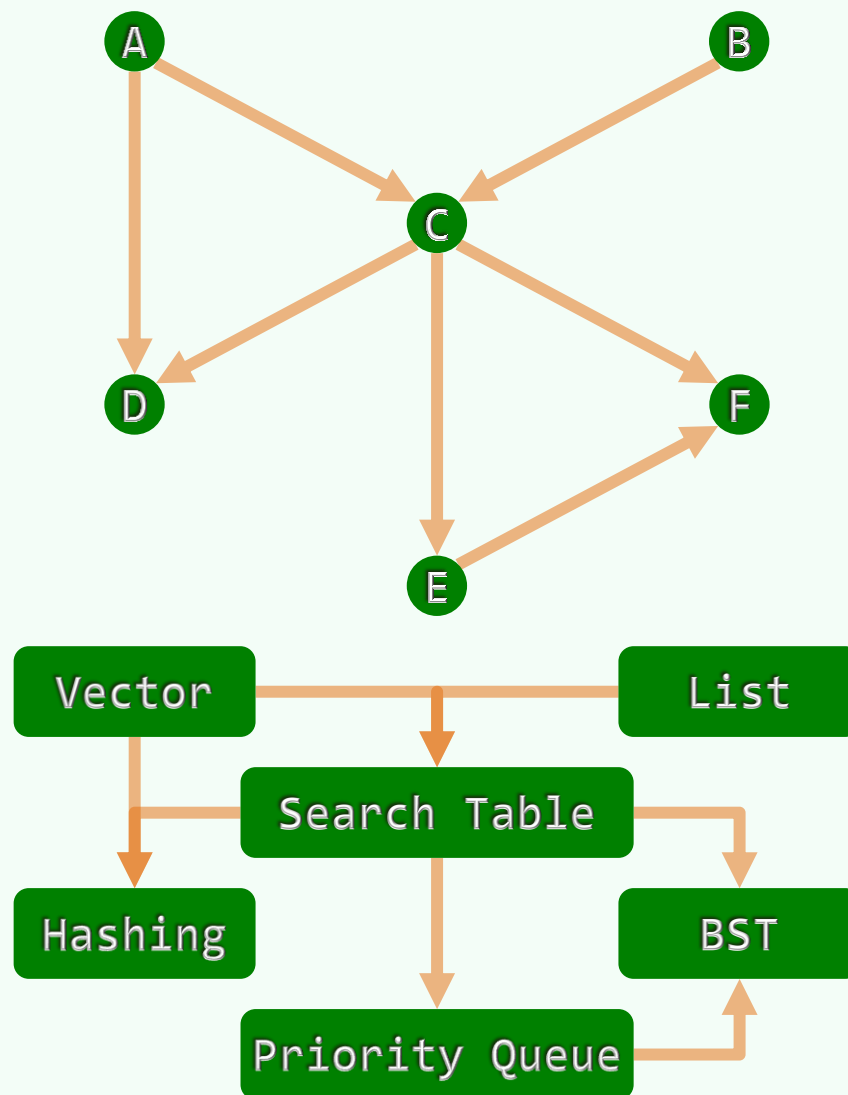 A B
C
D F
E
Vector List
Search Table
Hashing BST
Priority Queue